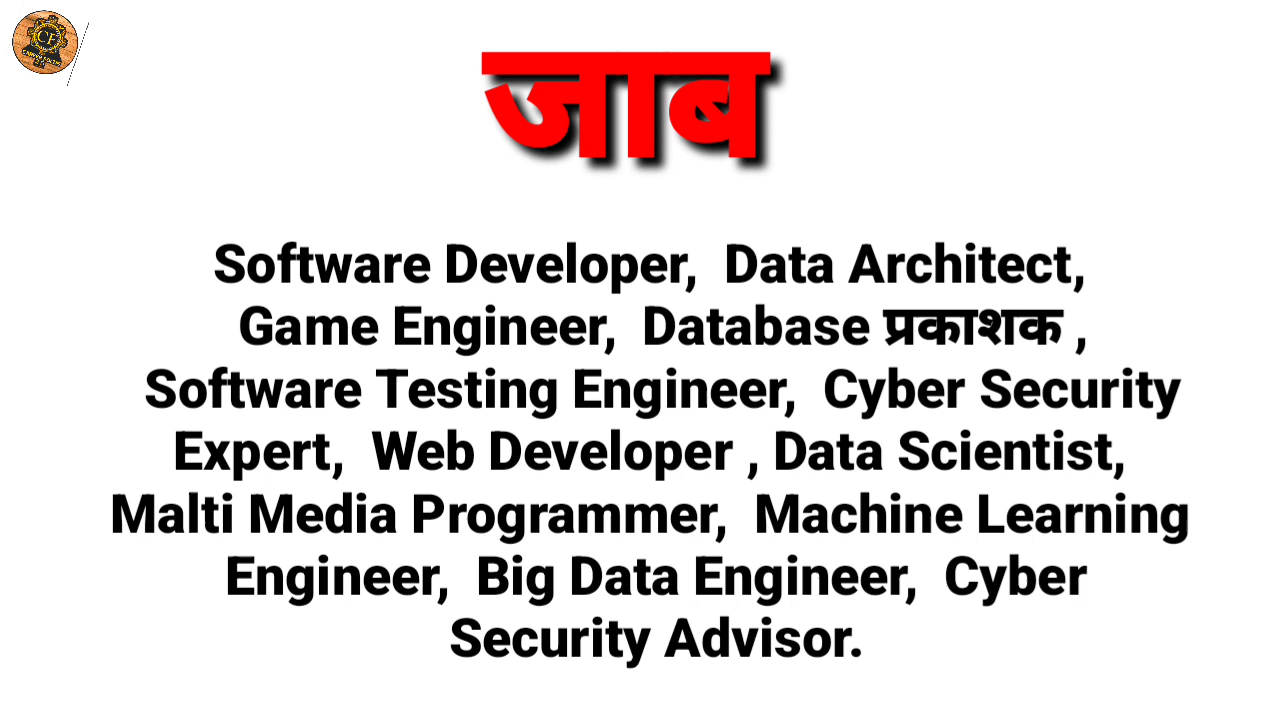 CF
जाब
Software Developer, Data Architect,
Game Engineer, Database प्रकाशक ,
Software Testing Engineer, Cyber Security
Expert, Web Developer , Data Scientist,
Malti Media Programmer, Machine Learning
Engineer, Big Data Engineer, Cyber
Security Advisor.